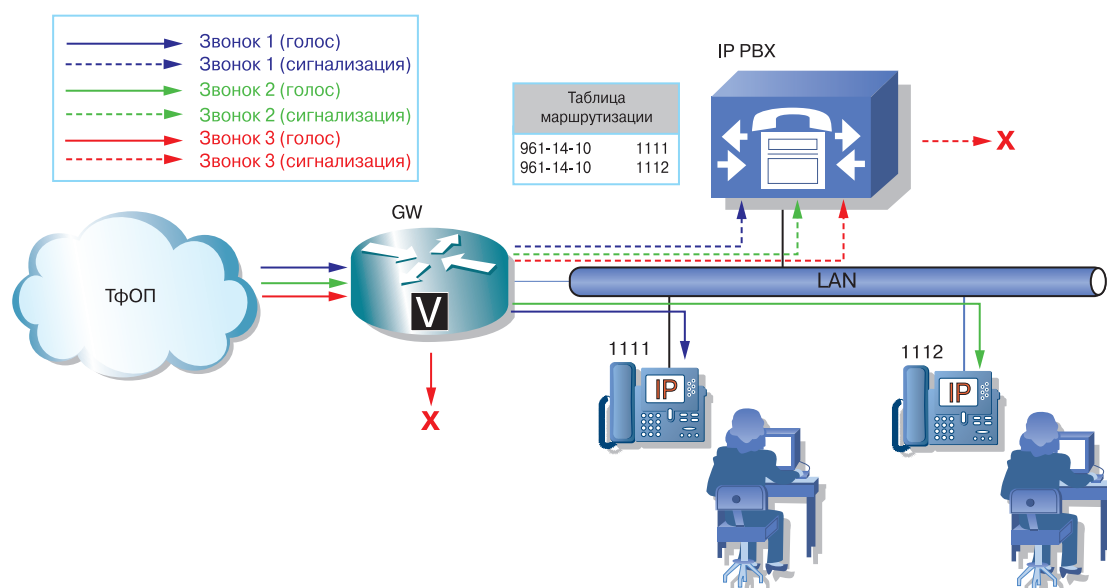 Звонок 1 (голос)
Звонок 1 (сигнализация)
Звонок 2 (голос)
Звонок 2 (сигнализация)
Звонок 3 (голос)
Звонок 3 (сигнализация)
IP PBX
Таблица
маршрутизации
961-14-10 1111
961-14-10 1112
X
GW
ТфОП
V
LAN
X
1111
IP
1112
IP